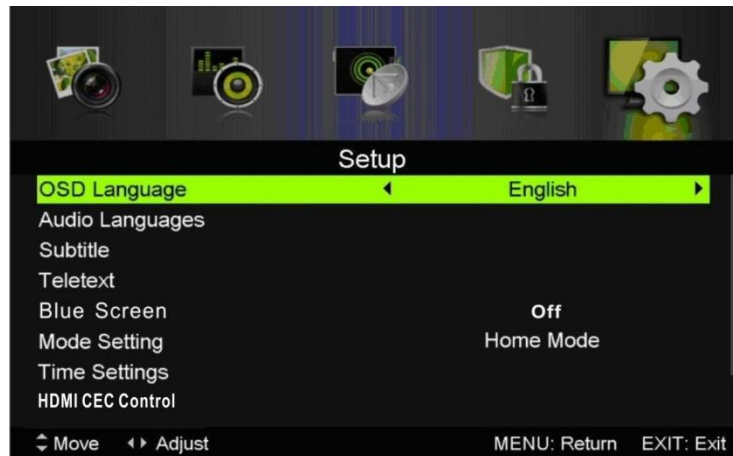 Setup
OSD Language English
Audio Languages
Subtitle
Teletext
Blue Screen Off
Mode Setting Home Mode
Time Settings
HDMI CEC Control
Move Adjust MENU: Return EXIT: Exit